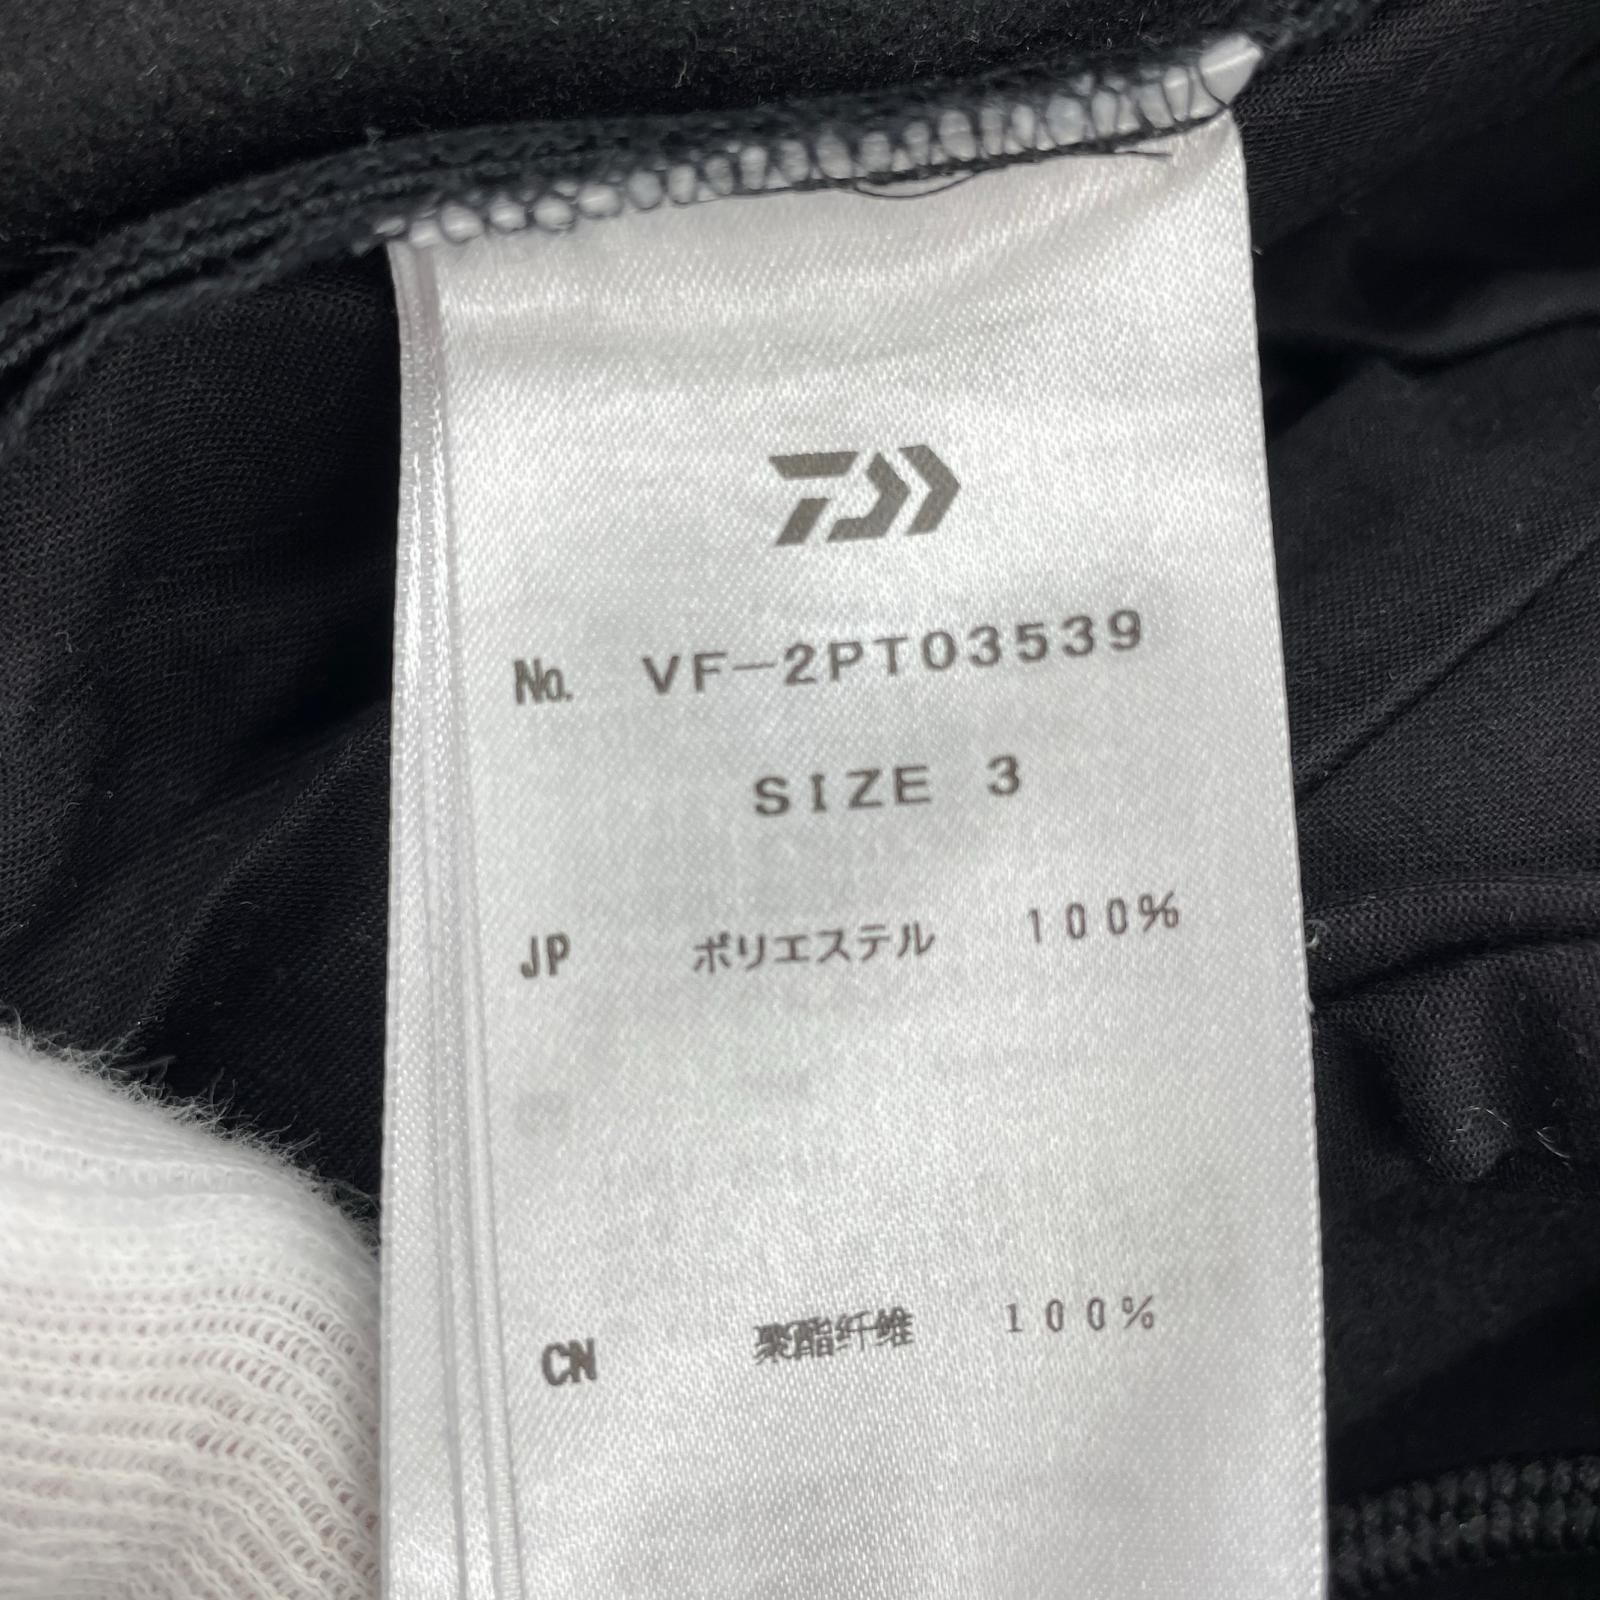 No. VF-2PT03539
SIZE 3
JP ポリエステル 100%
CN 聚酯纤维 100%